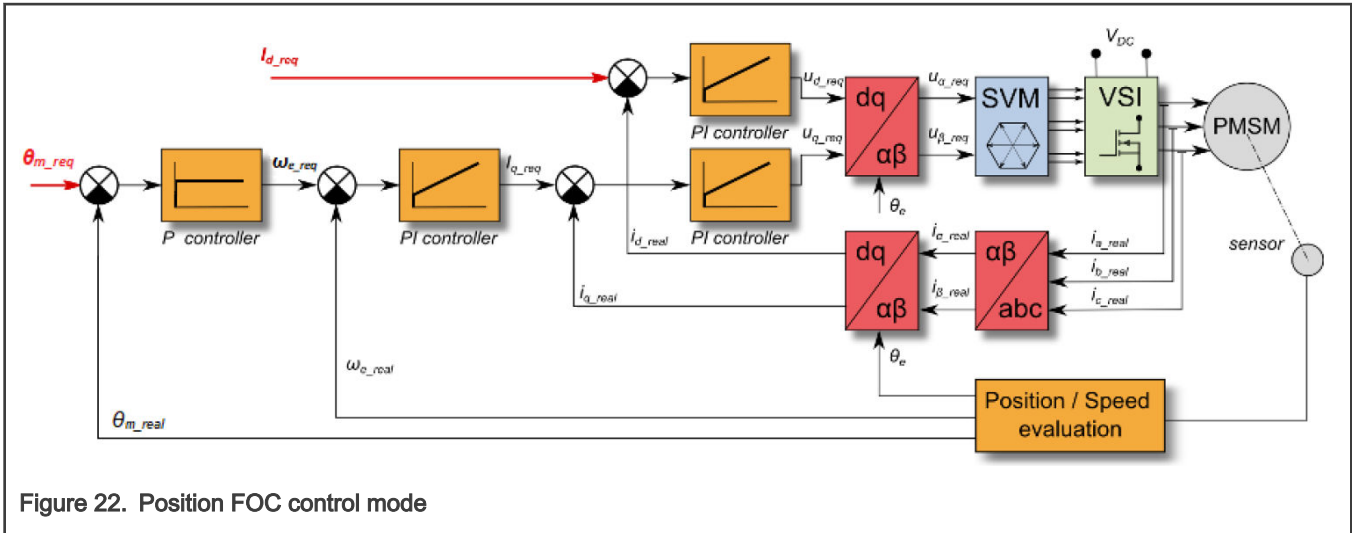 I_d_req
PI controller
u_d_req
dq
αβ
u_α_req
SVM
V_DC
VSI
PMSM
θ_m_req
P controller
ω_e_req
PI controller
I_q_req
PI controller
u_q_req
u_β_req
θ_e
i_d_real
i_q_real
dq
αβ
i_α_real
i_β_real
αβ
abc
i_a_real
i_b_real
i_c_real
sensor
θ_e
ω_e_real
θ_m_real
Position / Speed
evaluation
Figure 22. Position FOC control mode